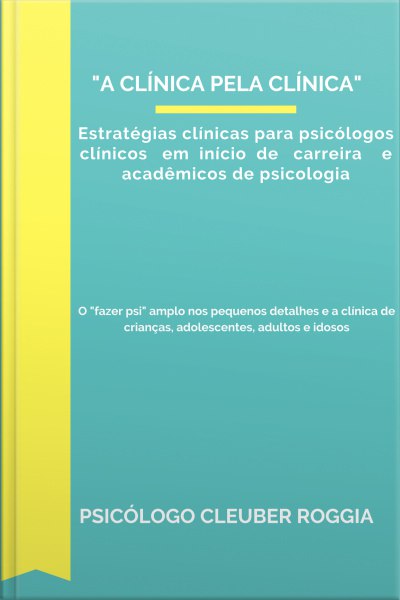 "A CLÍNICA PELA CLÍNICA"
Estratégias clínicas para psicólogos
clínicos em início de carreira e
acadêmicos de psicologia
O "fazer psi" amplo nos pequenos detalhes e a clínica de
crianças, adolescentes, adultos e idosos
PSICÓLOGO CLEUBER ROGGIA